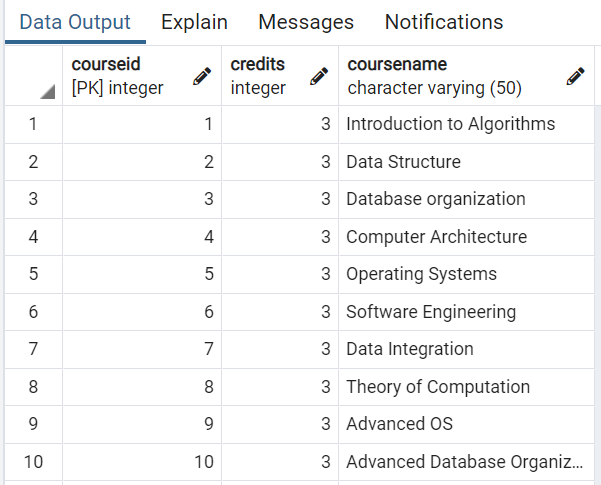 Data Output Explain Messages Notifications
courseid credits coursename
[PK] integer integer character varying (50)
1 1 3 Introduction to Algorithms
2 2 3 Data Structure
3 3 3 Database organization
4 4 3 Computer Architecture
5 5 3 Operating Systems
6 6 3 Software Engineering
7 7 3 Data Integration
8 8 3 Theory of Computation
9 9 3 Advanced OS
10 10 3 Advanced Database Organiz...